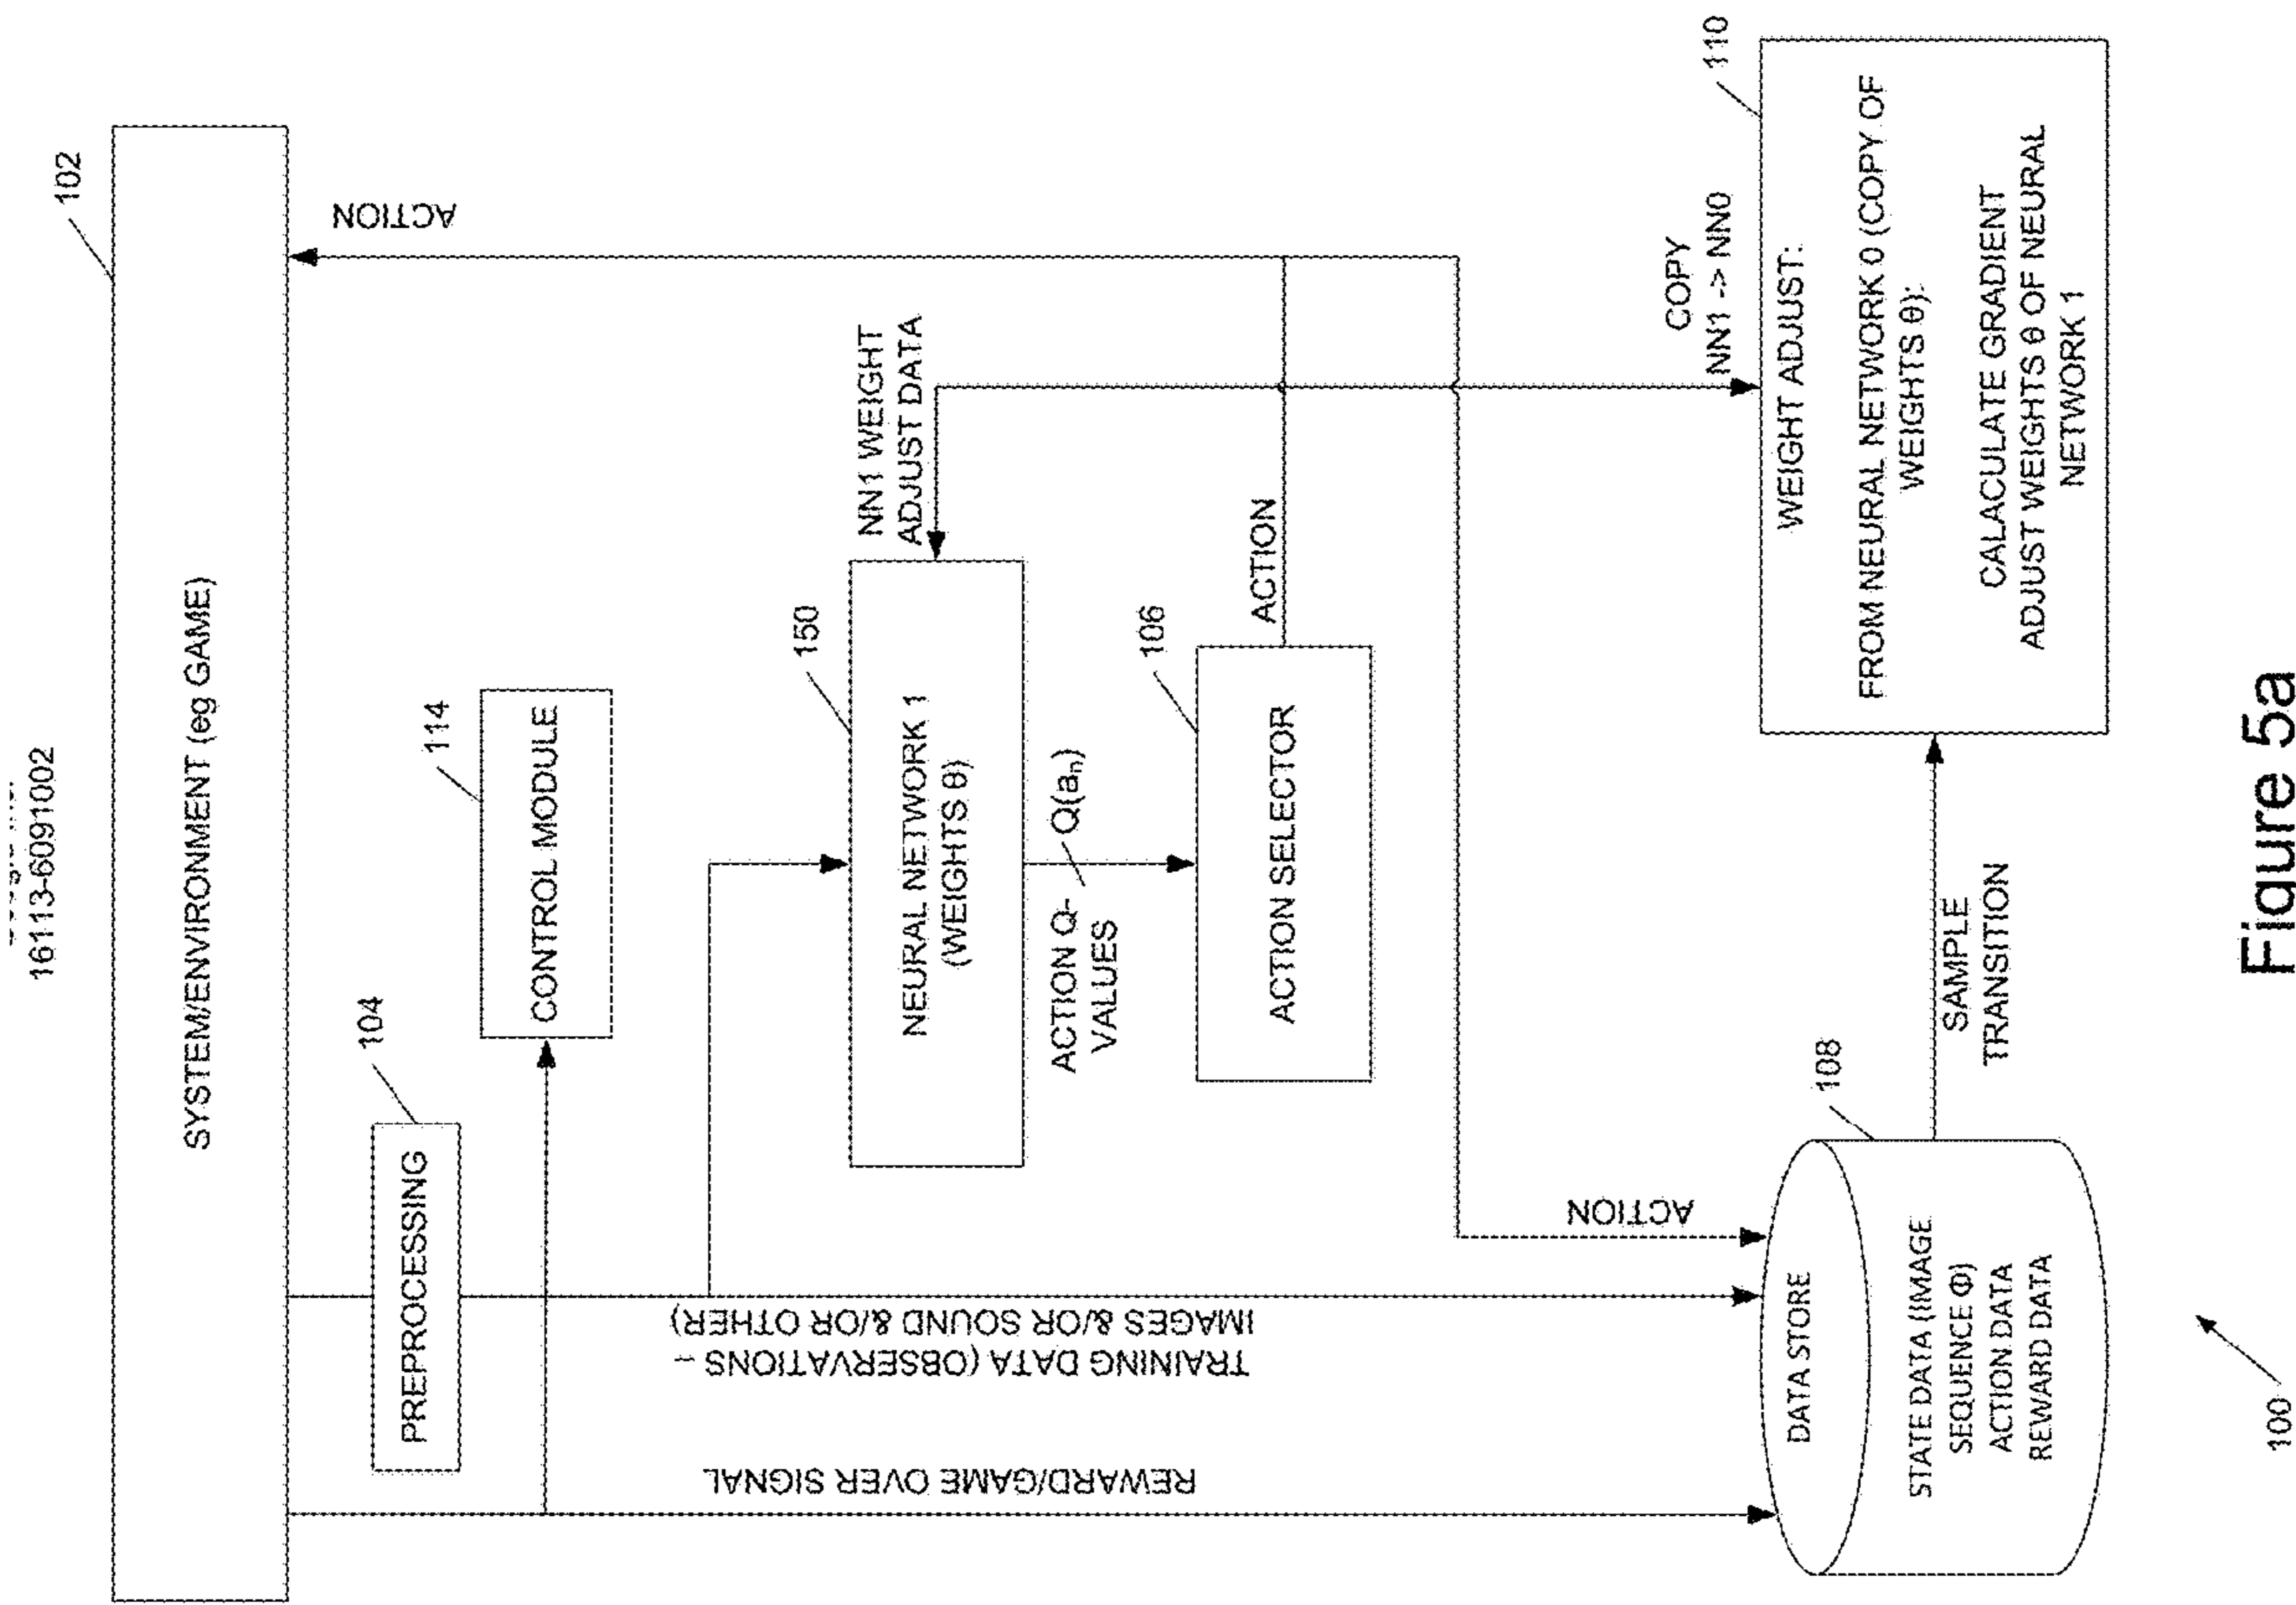 16113-6091002
102
SYSTEM/ENVIRONMENT (eg GAME)
104
PREPROCESSING
114
CONTROL MODULE
ACTION
REWARD/GAME OVER SIGNAL
TRAINING DATA (OBSERVATIONS –
IMAGES &/OR SOUND &/OR OTHER)
150
NEURAL NETWORK 1
(WEIGHTS θ)
NN1 WEIGHT
ADJUST DATA
ACTION Q-
VALUES
Q(aₙ)
106
ACTION SELECTOR
ACTION
ACTION
108
DATA STORE
STATE DATA (IMAGE
SEQUENCE Φ)
ACTION DATA
REWARD DATA
SAMPLE
TRANSITION
COPY
NN1 -> NN0
110
WEIGHT ADJUST:
FROM NEURAL NETWORK 0 (COPY OF
WEIGHTS θ):
CALACULATE GRADIENT
ADJUST WEIGHTS θ OF NEURAL
NETWORK 1
100
Figure 5a